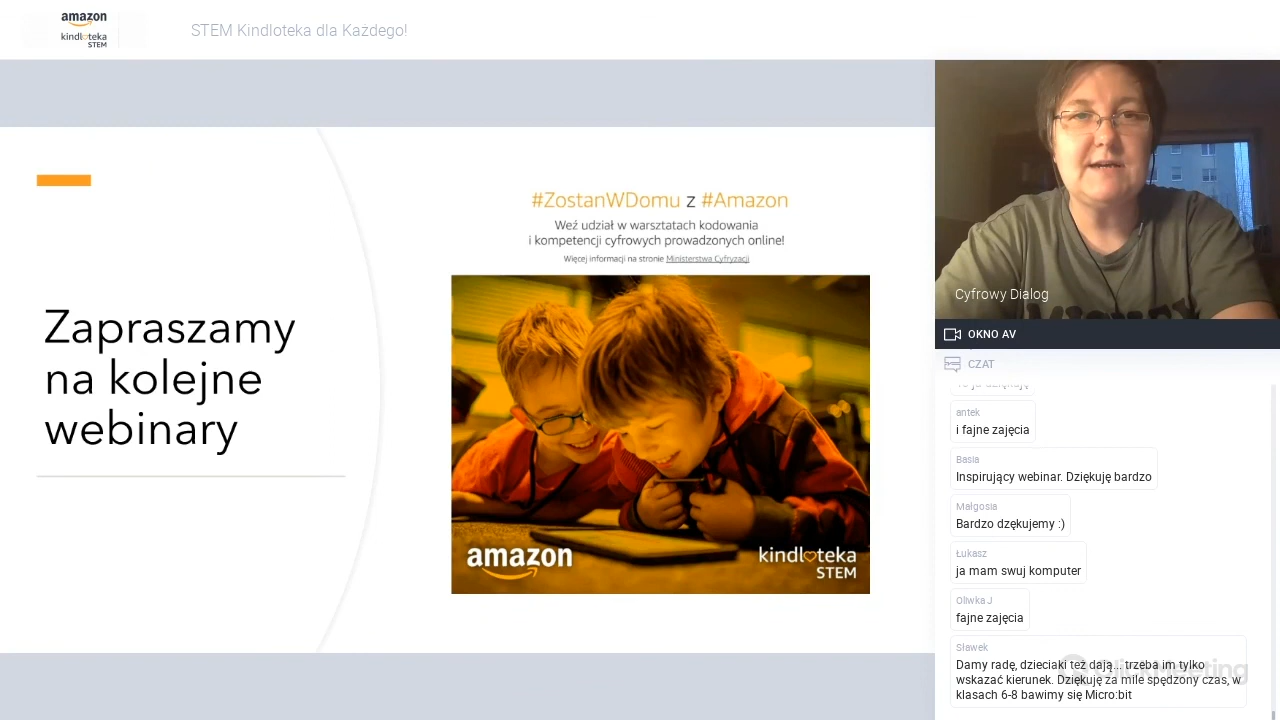 amazon
kindloteka
STEM
STEM Kindloteka dla Każdego!
#ZostanWDomu z #Amazon
Weź udział w warsztatach kodowania
i kompetencji cyfrowych prowadzonych online!
Więcej informacji na stronie Ministerstwa Cyfryzacji
Zapraszamy
na kolejne
webinary
amazon
kindloteka
STEM
Cyfrowy Dialog
OKNO AV
CZAT
antek
i fajne zajęcia
Basia
Inspirujący webinar. Dziękuję bardzo
Małgosia
Bardzo dzękujemy :)
Łukasz
ja mam swuj komputer
Oliwka J
fajne zajęcia
Sławek
Damy radę, dzieciaki też dają... trzeba im tylko
wskazać kierunek. Dziękuję za mile spędzony czas, w
klasach 6-8 bawimy się Micro:bit
ClickMeeting